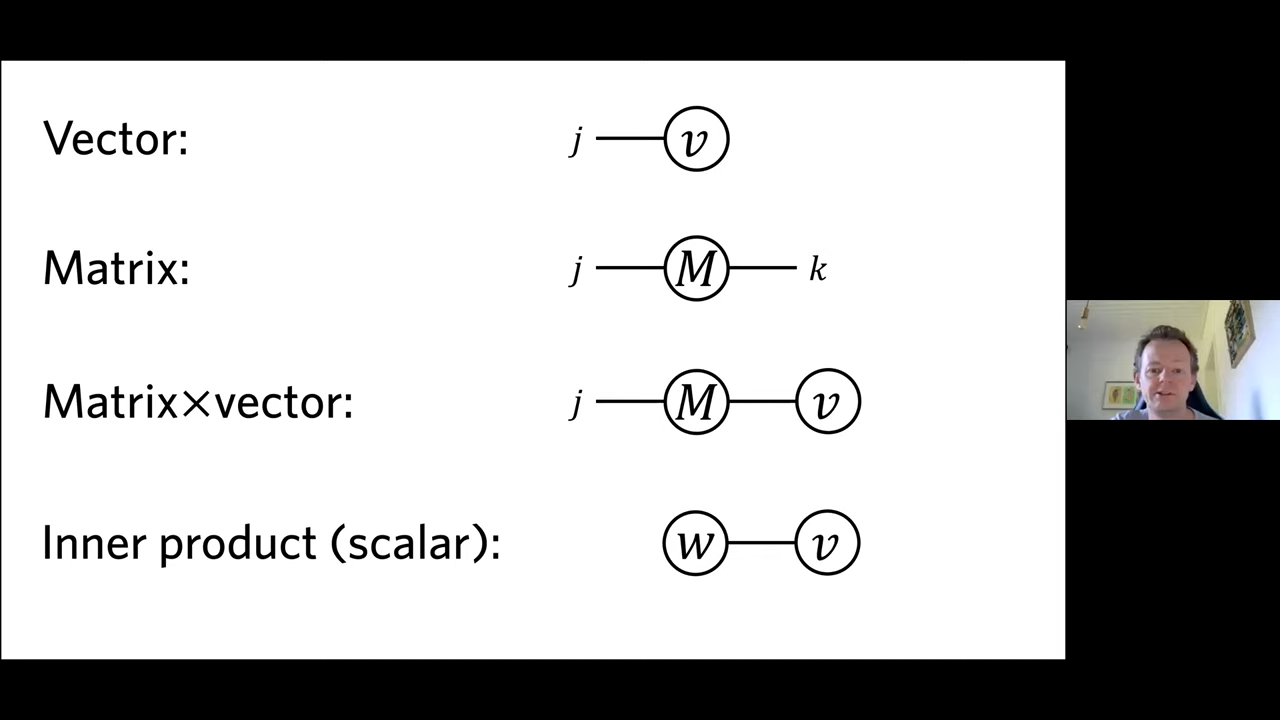 Vector: j v
Matrix: j M k
Matrix×vector: j M v
Inner product (scalar): w v